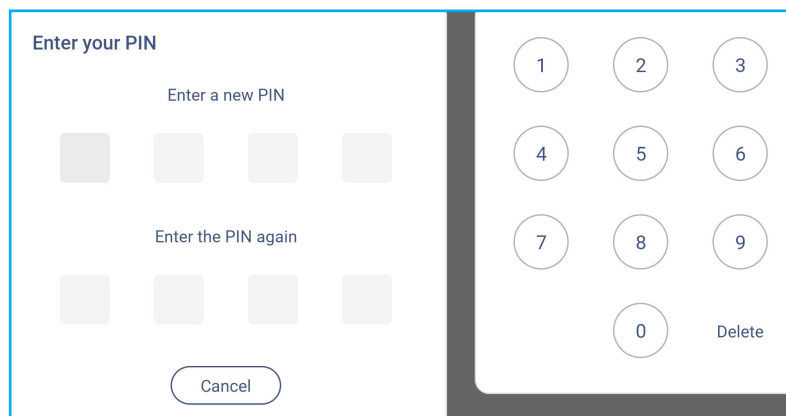 Enter your PIN
Enter a new PIN
Enter the PIN again
Cancel
1 2 3
4 5 6
7 8 9
0 Delete